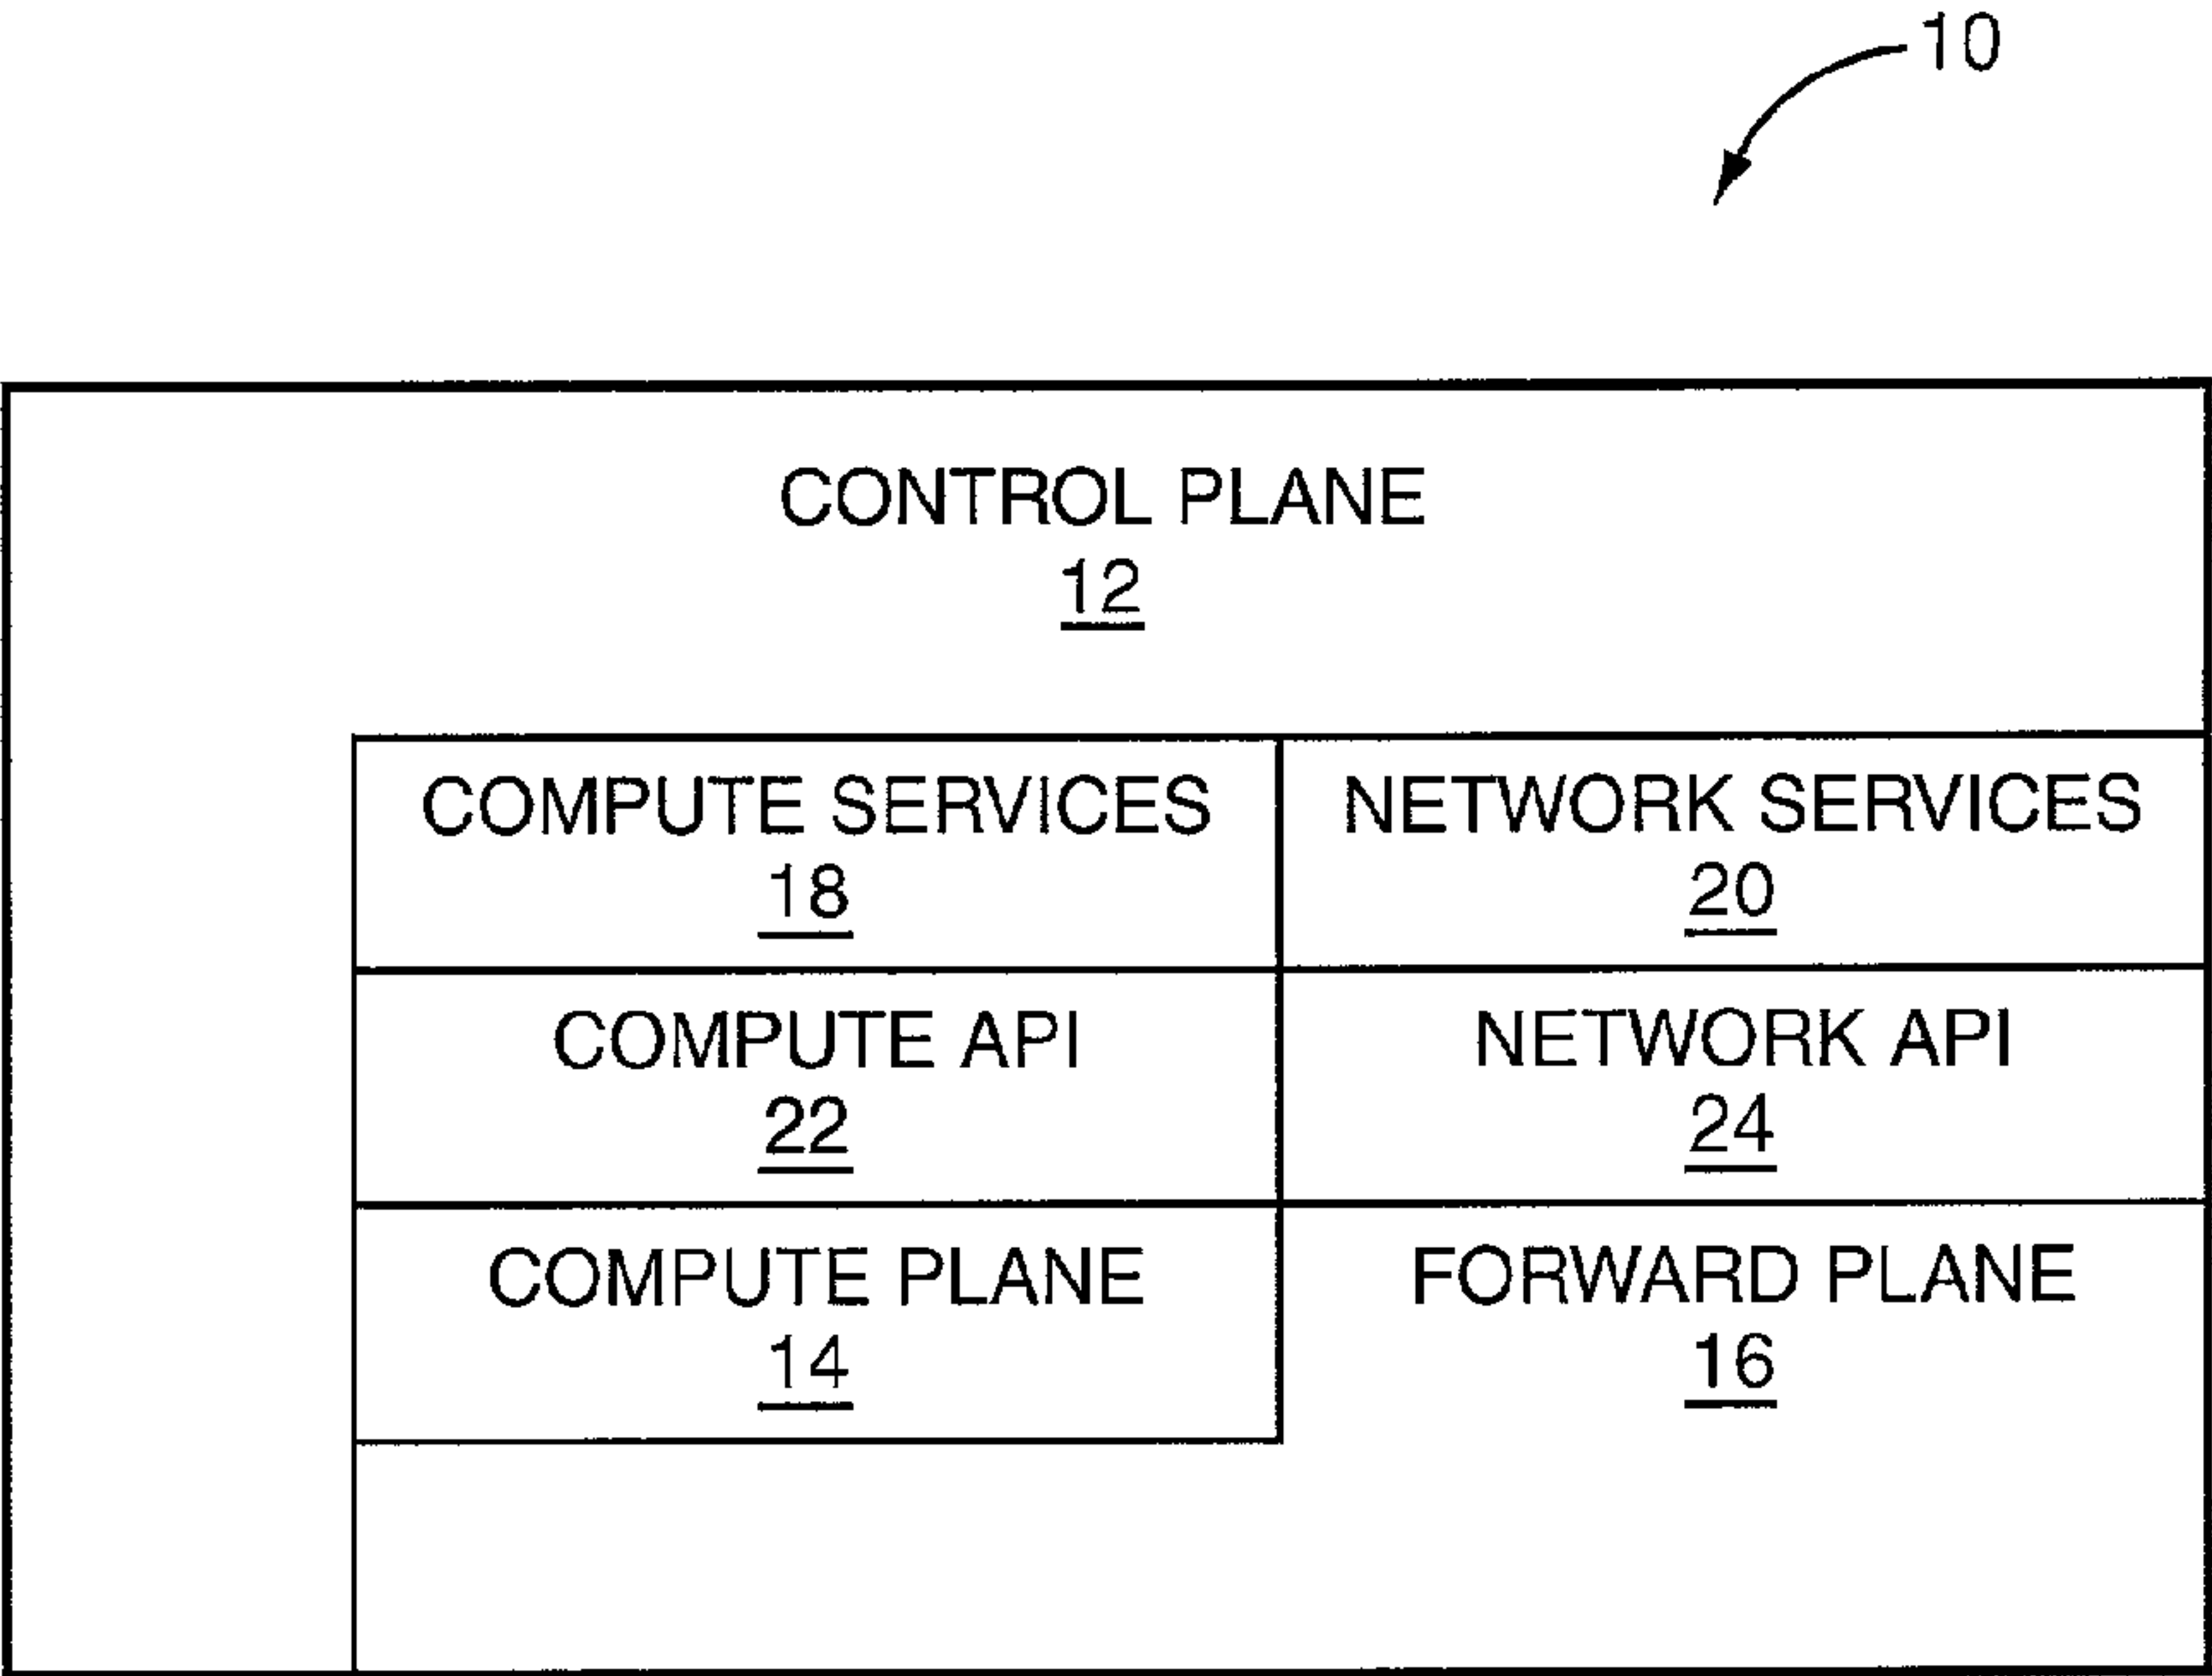 10
CONTROL PLANE
12
COMPUTE SERVICES
18
NETWORK SERVICES
20
COMPUTE API
22
NETWORK API
24
COMPUTE PLANE
14
FORWARD PLANE
16